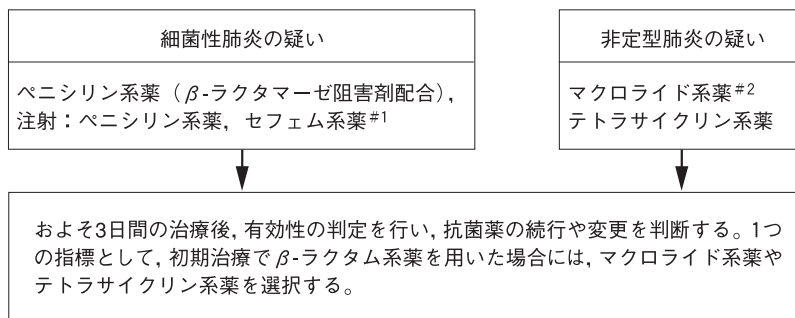 細菌性肺炎の疑い
ペニシリン系薬（β-ラクタマーゼ阻害剤配合），
注射：ペニシリン系薬，セフェム系薬#1
非定型肺炎の疑い
マクロライド系薬#2
テトラサイクリン系薬
およそ3日間の治療後，有効性の判定を行い，抗菌薬の続行や変更を判断する。1つ
の指標として，初期治療でβ-ラクタム系薬を用いた場合には，マクロライド系薬や
テトラサイクリン系薬を選択する。